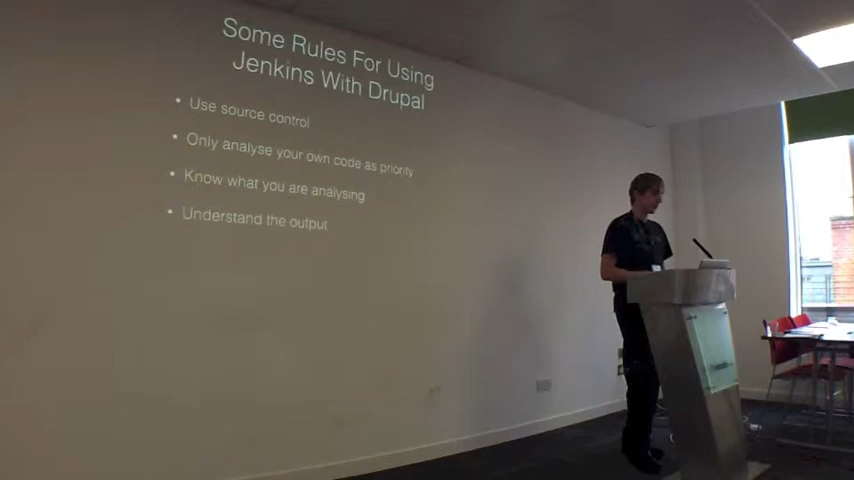 Some Rules For Using
Jenkins With Drupal
• Use source control
• Only analyse your own code as priority
• Know what you are analysing
• Understand the output